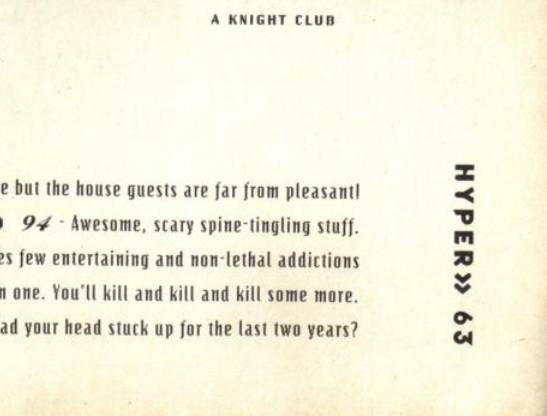 A KNIGHT CLUB
e but the house guests are far from pleasant!
94 - Awesome, scary spine-tingling stuff.
es few entertaining and non-lethal addictions
n one. You'll kill and kill and kill some more.
ad your head stuck up for the last two years?
HYPER» 63